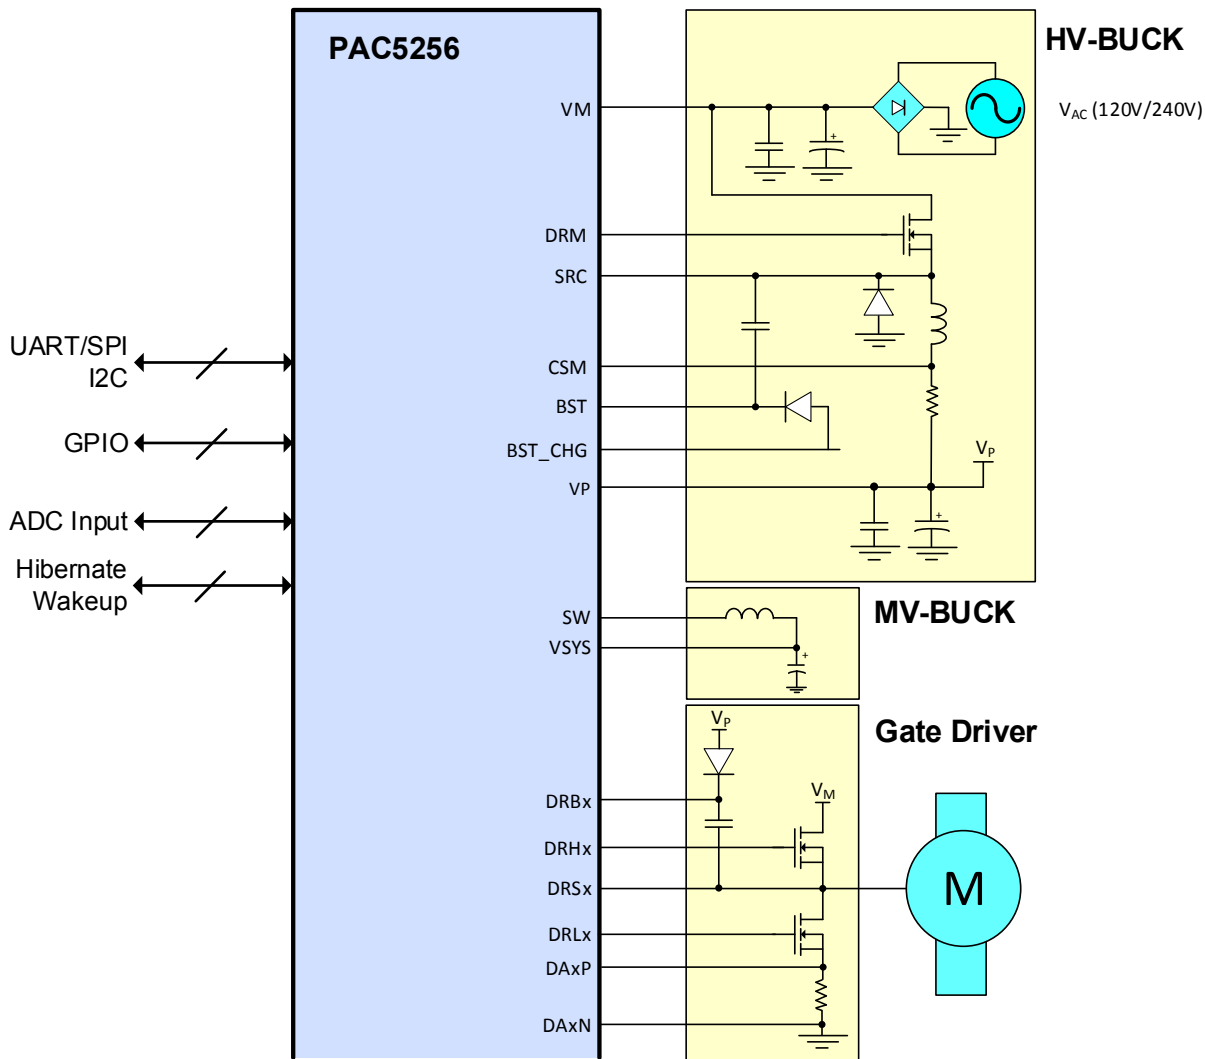 PAC5256
HV-BUCK
VM
VAC (120V/240V)
+
DRM
SRC
UART/SPI
I2C
CSM
BST
GPIO
BST_CHG
VP
VP
ADC Input
+
Hibernate
Wakeup
SW
MV-BUCK
VSYS
+
VP
Gate Driver
DRBx
VM
DRHx
DRSx
M
DRLx
DAxP
DAxN